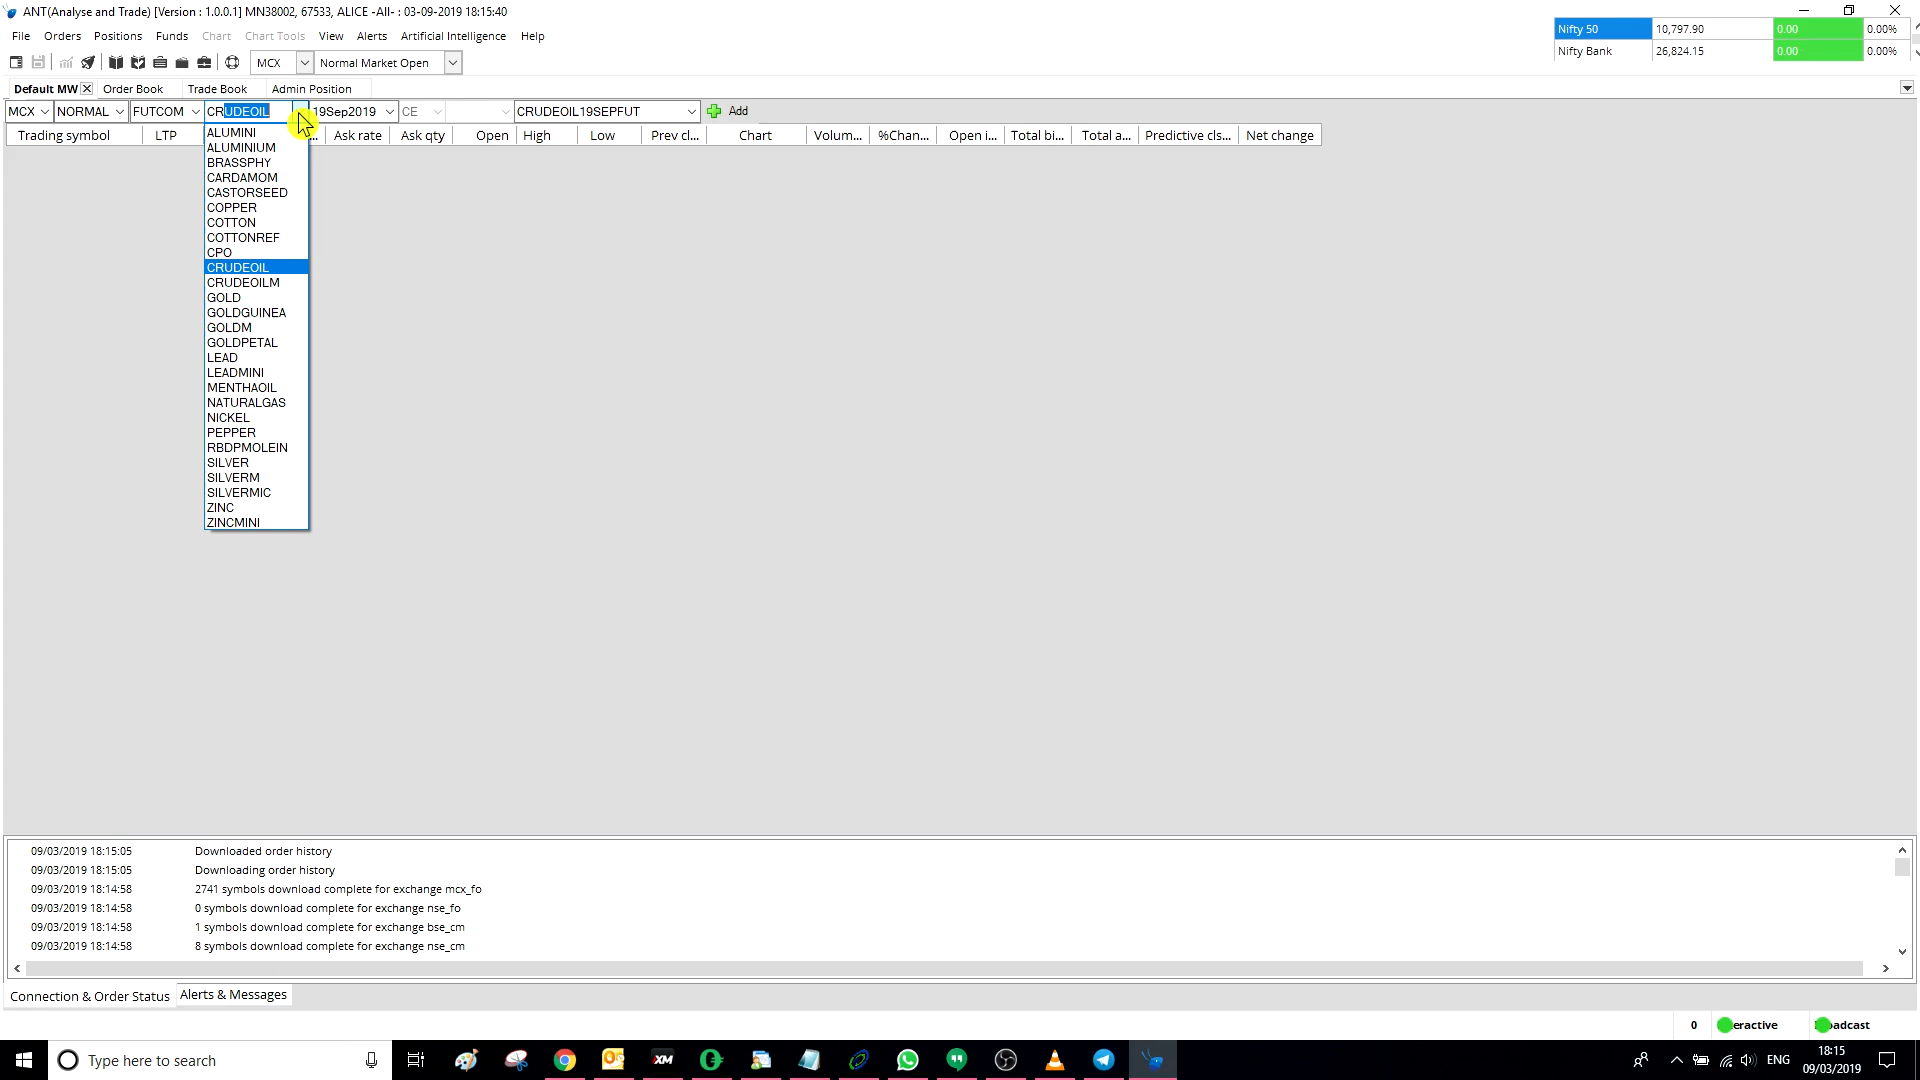 ANT(Analyse and Trade) [Version : 1.0.0.1] MN38002, 67533, ALICE -All- : 03-09-2019 18:15:40
File Orders Positions Funds Chart Chart Tools View Alerts Artificial Intelligence Help
Nifty 50 10,797.90 0.00 0.00%
Nifty Bank 26,824.15 0.00 0.00%
MCX Normal Market Open
Default MW Order Book Trade Book Admin Position
MCX NORMAL FUTCOM CRUDEOIL 19Sep2019 CE CRUDEOIL19SEPFUT Add
Trading symbol LTP Ask rate Ask qty Open High Low Prev cl... Chart Volum... %Chan... Open i... Total bi... Total a... Predictive cls... Net change
ALUMINI
ALUMINIUM
BRASSPHY
CARDAMOM
CASTORSEED
COPPER
COTTON
COTTONREF
CPO
CRUDEOIL
CRUDEOILM
GOLD
GOLDGUINEA
GOLDM
GOLDPETAL
LEAD
LEADMINI
MENTHAOIL
NATURALGAS
NICKEL
PEPPER
RBDPMOLEIN
SILVER
SILVERM
SILVERMIC
ZINC
ZINCMINI
09/03/2019 18:15:05 Downloaded order history
09/03/2019 18:15:05 Downloading order history
09/03/2019 18:14:58 2741 symbols download complete for exchange mcx_fo
09/03/2019 18:14:58 0 symbols download complete for exchange nse_fo
09/03/2019 18:14:58 1 symbols download complete for exchange bse_cm
09/03/2019 18:14:58 8 symbols download complete for exchange nse_cm
Connection & Order Status Alerts & Messages
0 eractive adcast
Type here to search XM ENG 18:15
09/03/2019